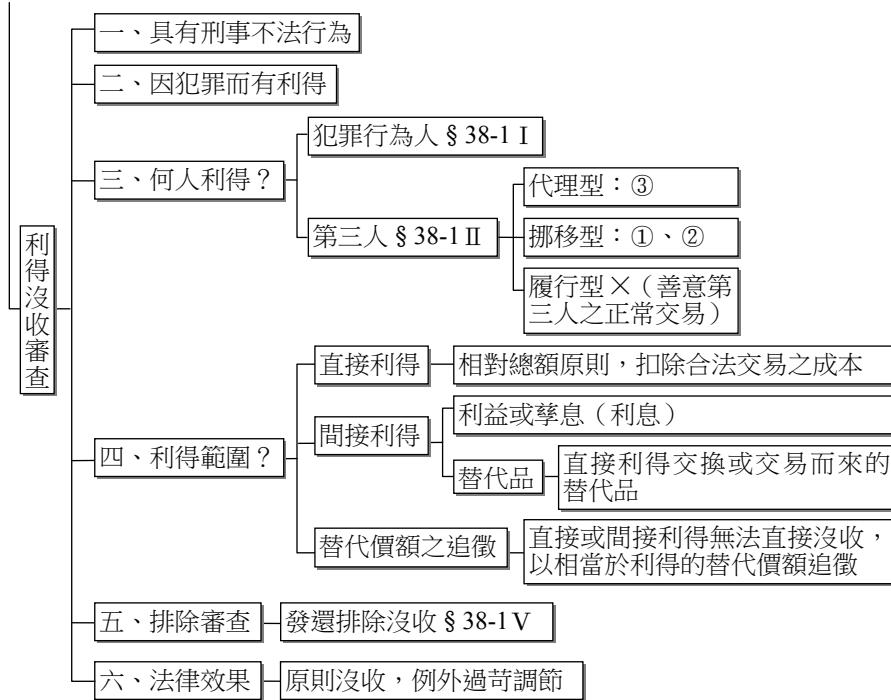 利得沒收審查
一、具有刑事不法行為
二、因犯罪而有利得
三、何人利得？
犯罪行為人§38-1Ⅰ
第三人§38-1Ⅱ
代理型：③
挪移型：①、②
履行型×（善意第
三人之正常交易）
四、利得範圍？
直接利得
相對總額原則，扣除合法交易之成本
間接利得
利益或孳息（利息）
替代品
直接利得交換或交易而來的
替代品
替代價額之追徵
直接或間接利得無法直接沒收，
以相當於利得的替代價額追徵
五、排除審查
發還排除沒收§38-1Ⅴ
六、法律效果
原則沒收，例外過苛調節